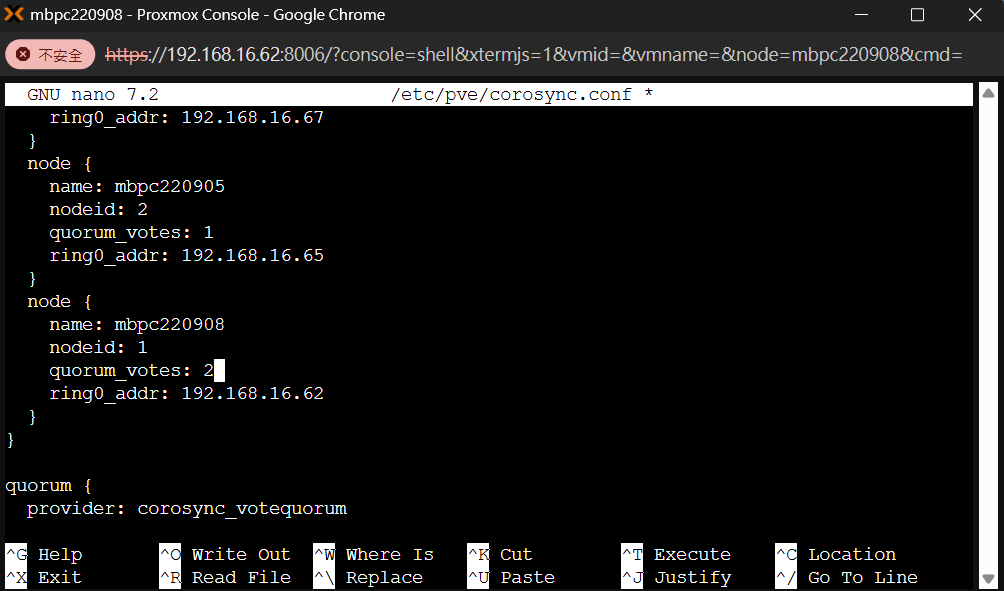 mbpc220908 - Proxmox Console - Google Chrome
不安全 https://192.168.16.62:8006/?console=shell&xtermjs=1&vmid=&vmname=&node=mbpc220908&cmd=
GNU nano 7.2 /etc/pve/corosync.conf *
ring0_addr: 192.168.16.67
}
node {
name: mbpc220905
nodeid: 2
quorum_votes: 1
ring0_addr: 192.168.16.65
}
node {
name: mbpc220908
nodeid: 1
quorum_votes: 2
ring0_addr: 192.168.16.62
}
}
quorum {
provider: corosync_votequorum
^G Help ^O Write Out ^W Where Is ^K Cut ^T Execute ^C Location
^X Exit ^R Read File ^\ Replace ^U Paste ^J Justify ^/ Go To Line